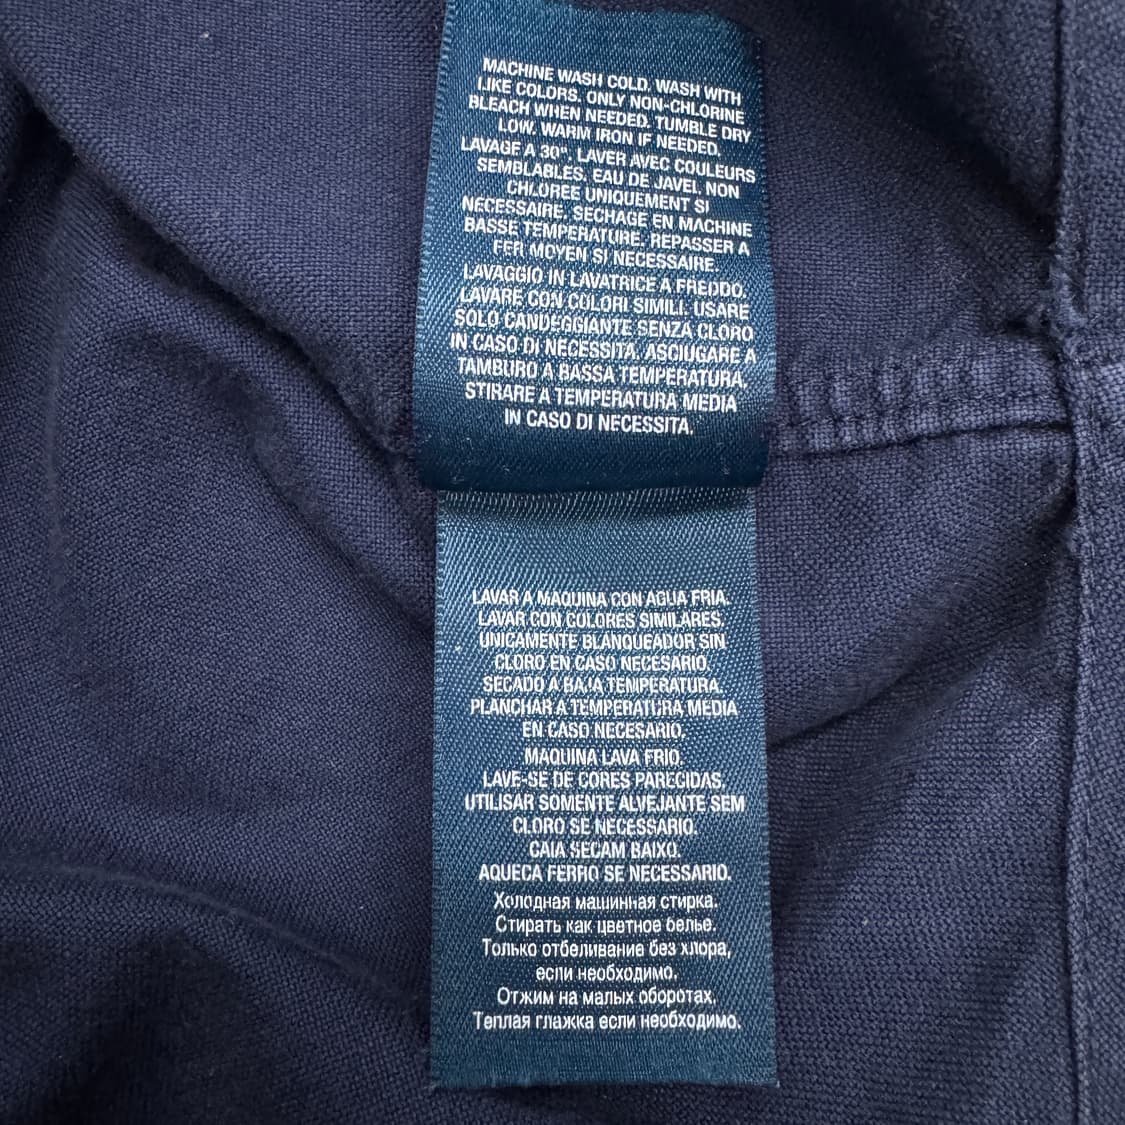 MACHINE WASH COLD. WASH WITH
LIKE COLORS. ONLY NON-CHLORINE
BLEACH WHEN NEEDED. TUMBLE DRY
LOW. WARM IRON IF NEEDED.
LAVAGE A 30°. LAVER AVEC COULEURS
SEMBLABLES. EAU DE JAVEL NON
CHLOREE UNIQUEMENT SI
NECESSAIRE. SECHAGE EN MACHINE
BASSE TEMPERATURE. REPASSER A
FER MOYEN SI NECESSAIRE.
LAVAGGIO IN LAVATRICE A FREDDO.
LAVARE CON COLORI SIMILI. USARE
SOLO CANDEGGIANTE SENZA CLORO
IN CASO DI NECESSITA. ASCIUGARE A
TAMBURO A BASSA TEMPERATURA.
STIRARE A TEMPERATURA MEDIA
IN CASO DI NECESSITA.
LAVAR A MAQUINA CON AGUA FRIA.
LAVAR CON COLORES SIMILARES.
UNICAMENTE BLANQUEADOR SIN
CLORO EN CASO NECESARIO.
SECADO A BAJA TEMPERATURA.
PLANCHAR A TEMPERATURA MEDIA
EN CASO NECESARIO.
MAQUINA LAVA FRIO.
LAVE-SE DE CORES PARECIDAS.
UTILISAR SOMENTE ALVEJANTE SEM
CLORO SE NECESSARIO.
CAIA SECAM BAIXO.
AQUECA FERRO SE NECESSARIO.
Холодная машинная стирка.
Стирать как цветное белье.
Только отбеливание без хлора,
если необходимо.
Отжим на малых оборотах.
Теплая глажка если необходимо.